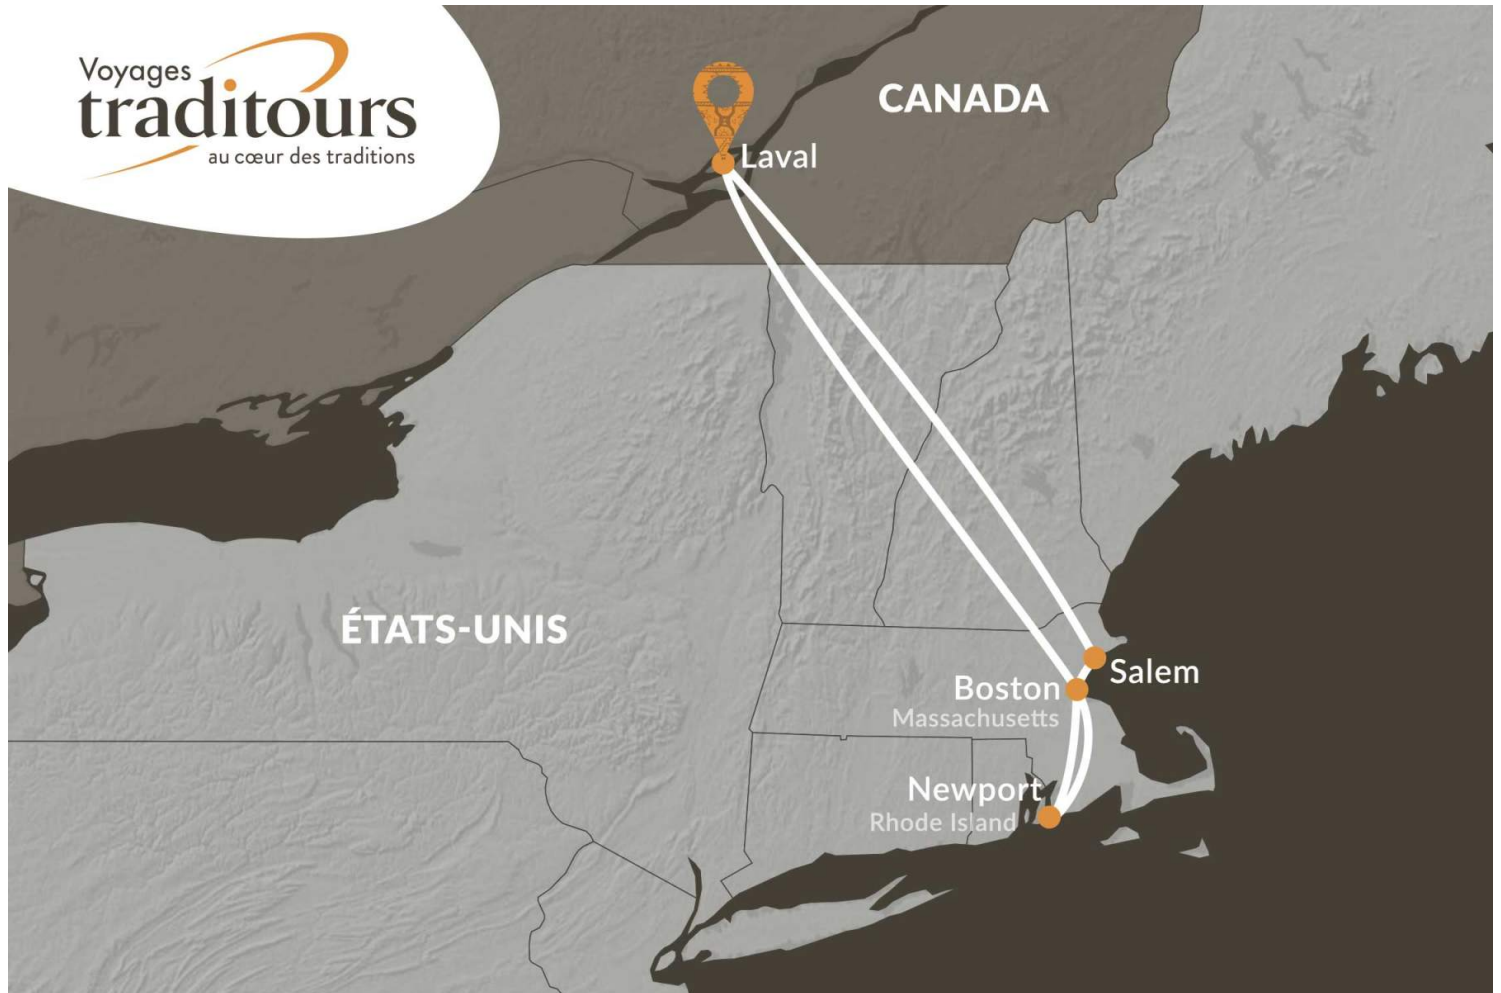 Voyages
traditours
au cœur des traditions
CANADA
Laval
ÉTATS-UNIS
Salem
Boston
Massachusetts
Newport
Rhode Island